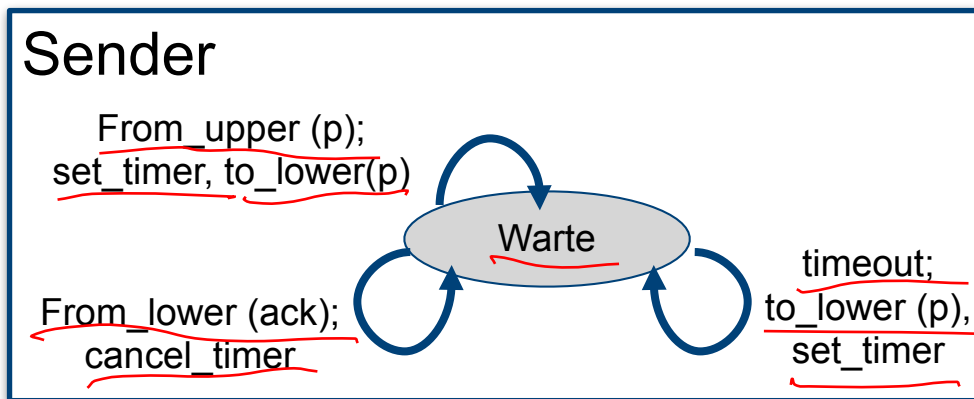 Sender
From_upper (p);
set_timer, to_lower(p)
Warte
From_lower (ack);
cancel_timer
timeout;
to_lower (p),
set_timer